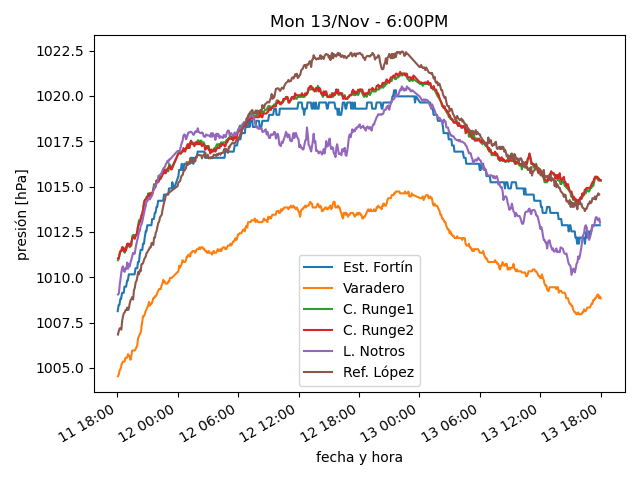 Mon 13/Nov - 6:00PM
1022.5
1020.0
1017.5
1015.0
1012.5
1010.0
1007.5
1005.0
presión [hPa]
Est. Fortín
Varadero
C. Runge1
C. Runge2
L. Notros
Ref. López
11 18:00
12 00:00
12 06:00
12 12:00
12 18:00
13 00:00
13 06:00
13 12:00
13 18:00
fecha y hora